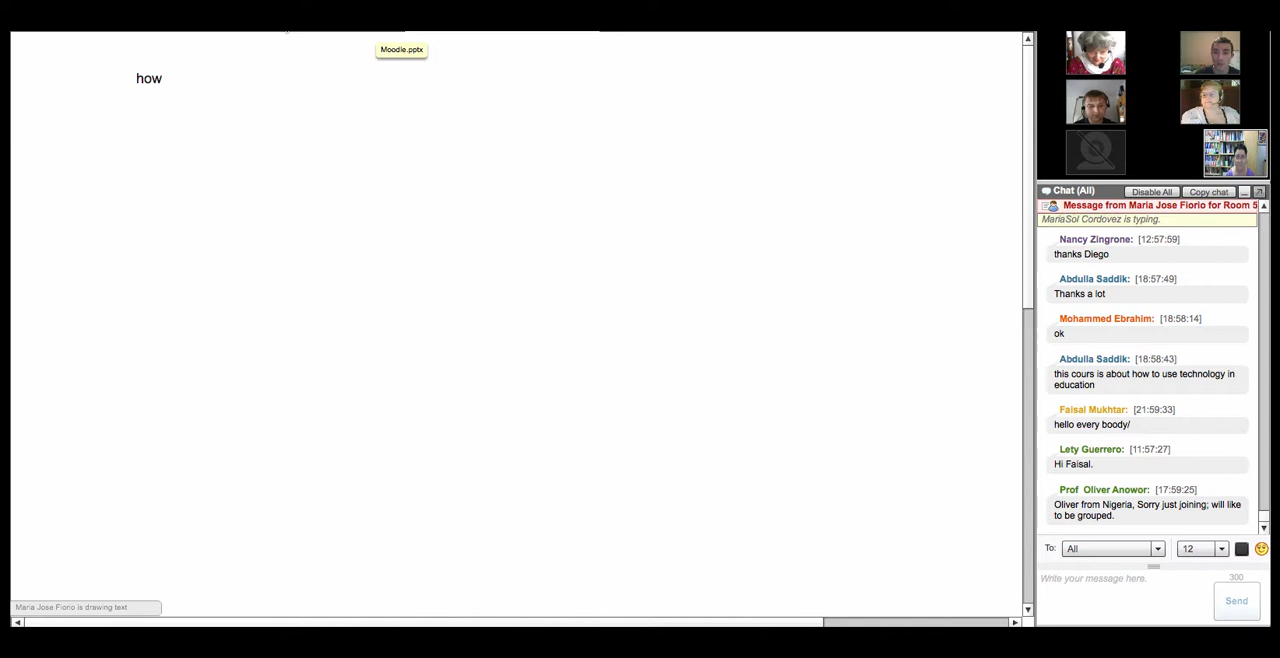 Moodle.pptx
how
Maria Jose Fiorio is drawing text
Chat (All)
Disable All
Copy chat
Message from Maria Jose Fiorio for Room 5
MariaSol Cordovez is typing.
Nancy Zingrone: [12:57:59]
thanks Diego
Abdulla Saddik: [18:57:49]
Thanks a lot
Mohammed Ebrahim: [18:58:14]
ok
Abdulla Saddik: [18:58:43]
this cours is about how to use technology in
education
Faisal Mukhtar: [21:59:33]
hello every boody/
Lety Guerrero: [11:57:27]
Hi Faisal.
Prof Oliver Anowor: [17:59:25]
Oliver from Nigeria, Sorry just joining; will like
to be grouped.
To: All 12
Write your message here.
300
Send